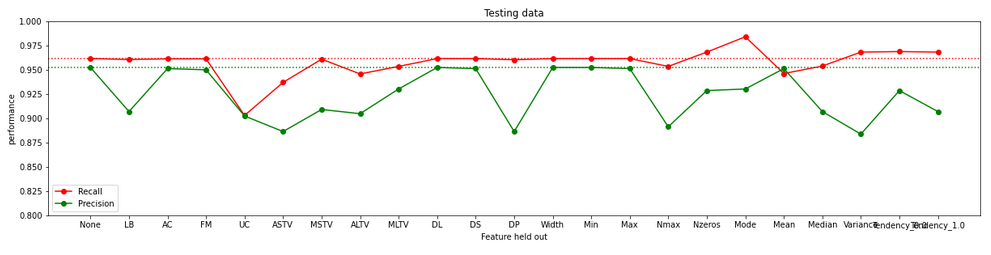 Testing data
1.000
0.975
0.950
0.925
0.900
0.875
0.850
0.825
0.800
performance
Recall
Precision
None LB AC FM UC ASTV MSTV ALTV MLTV DL DS DP Width Min Max Nmax Nzeros Mode Mean Median Variance Tendency_0.0 Tendency_1.0
Feature held out